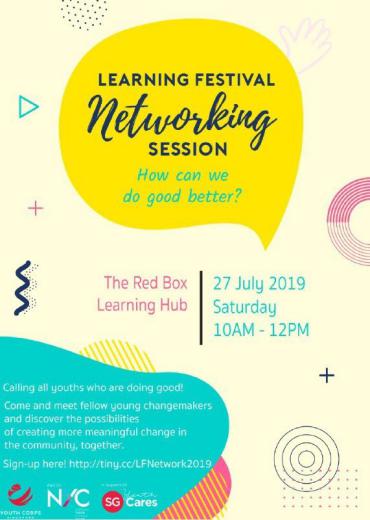 LEARNING FESTIVAL
Networking
SESSION
How can we
do good better?
The Red Box
Learning Hub
27 July 2019
Saturday
10AM - 12PM
Calling all youths who are doing good!
Come and meet fellow young changemakers
and discover the possibilities
of creating more meaningful change in
the community, together.
Sign-up here! http://tiny.cc/LFNetwork2019
YOUTH CORPS
SINGAPORE
NYC
SG Youth Cares